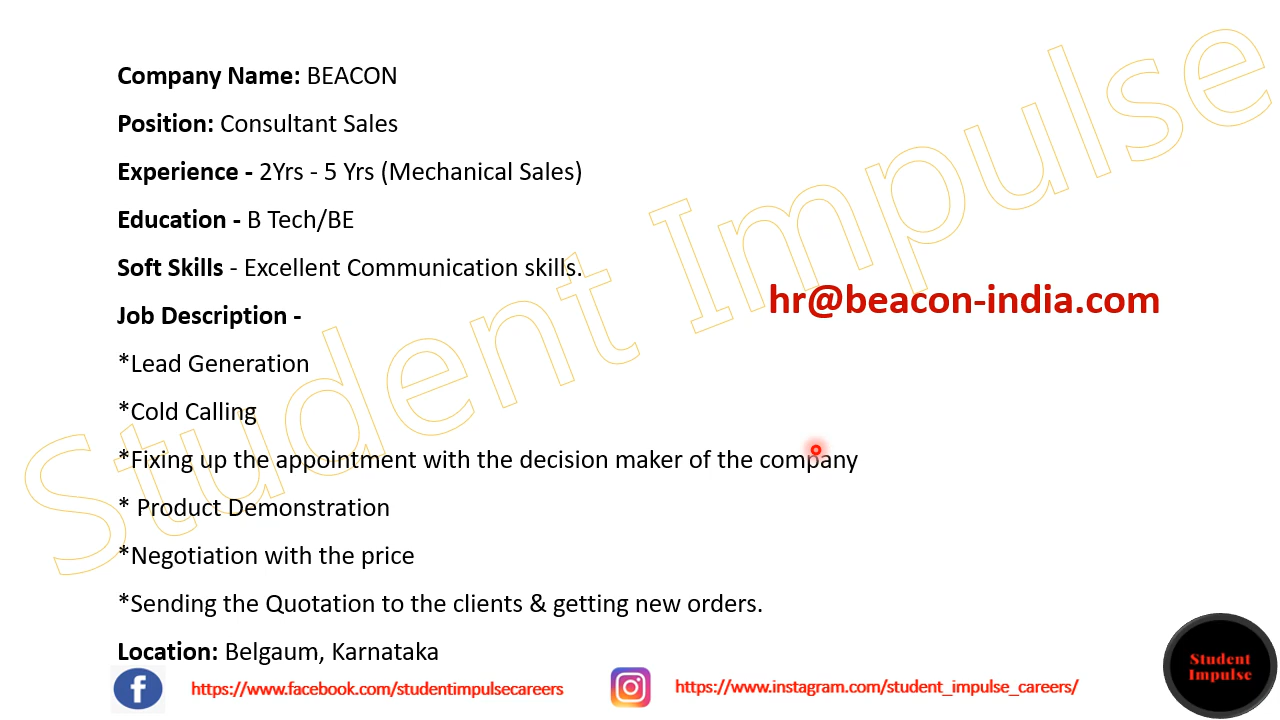 Company Name: BEACON
Position: Consultant Sales
Experience - 2Yrs - 5 Yrs (Mechanical Sales)
Education - B Tech/BE
Soft Skills - Excellent Communication skills.
hr@beacon-india.com
Job Description -
*Lead Generation
*Cold Calling
*Fixing up the appointment with the decision maker of the company
* Product Demonstration
*Negotiation with the price
*Sending the Quotation to the clients & getting new orders.
Location: Belgaum, Karnataka
https://www.facebook.com/studentimpulsecareers
https://www.instagram.com/student_impulse_careers/
Student
Impulse
Student Impulse